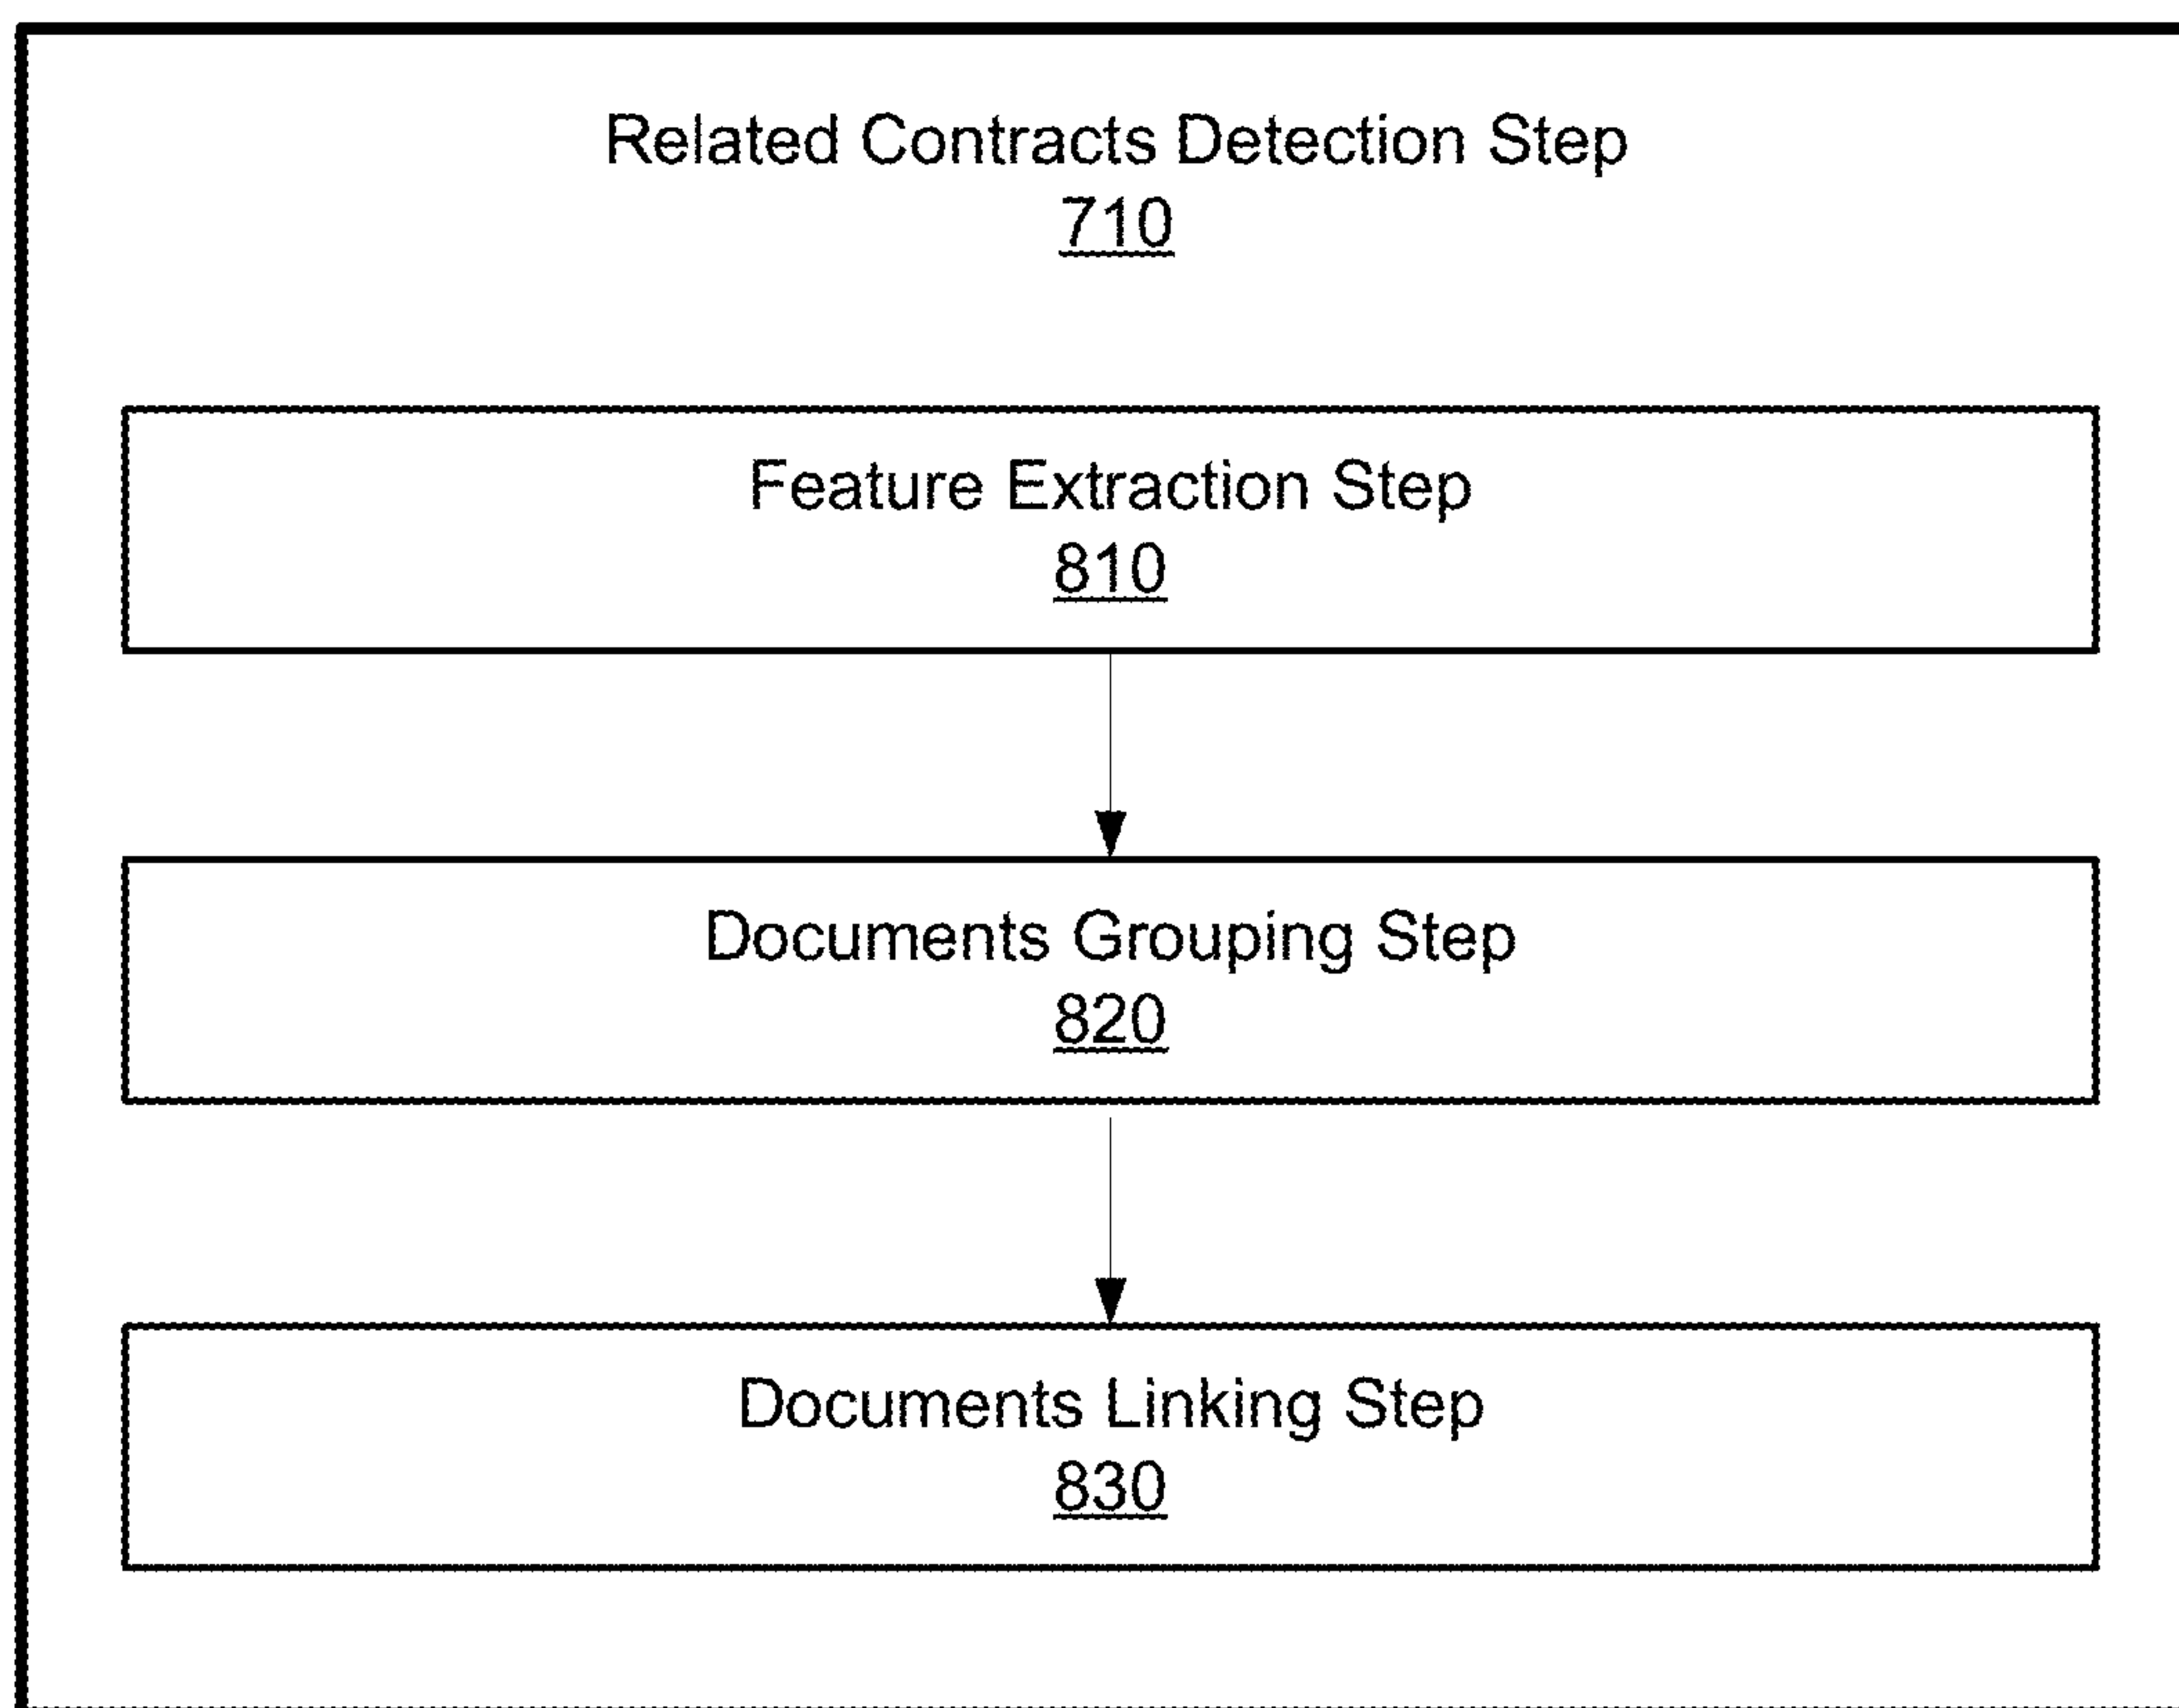 Related Contracts Detection Step
710
Feature Extraction Step
810
Documents Grouping Step
820
Documents Linking Step
830